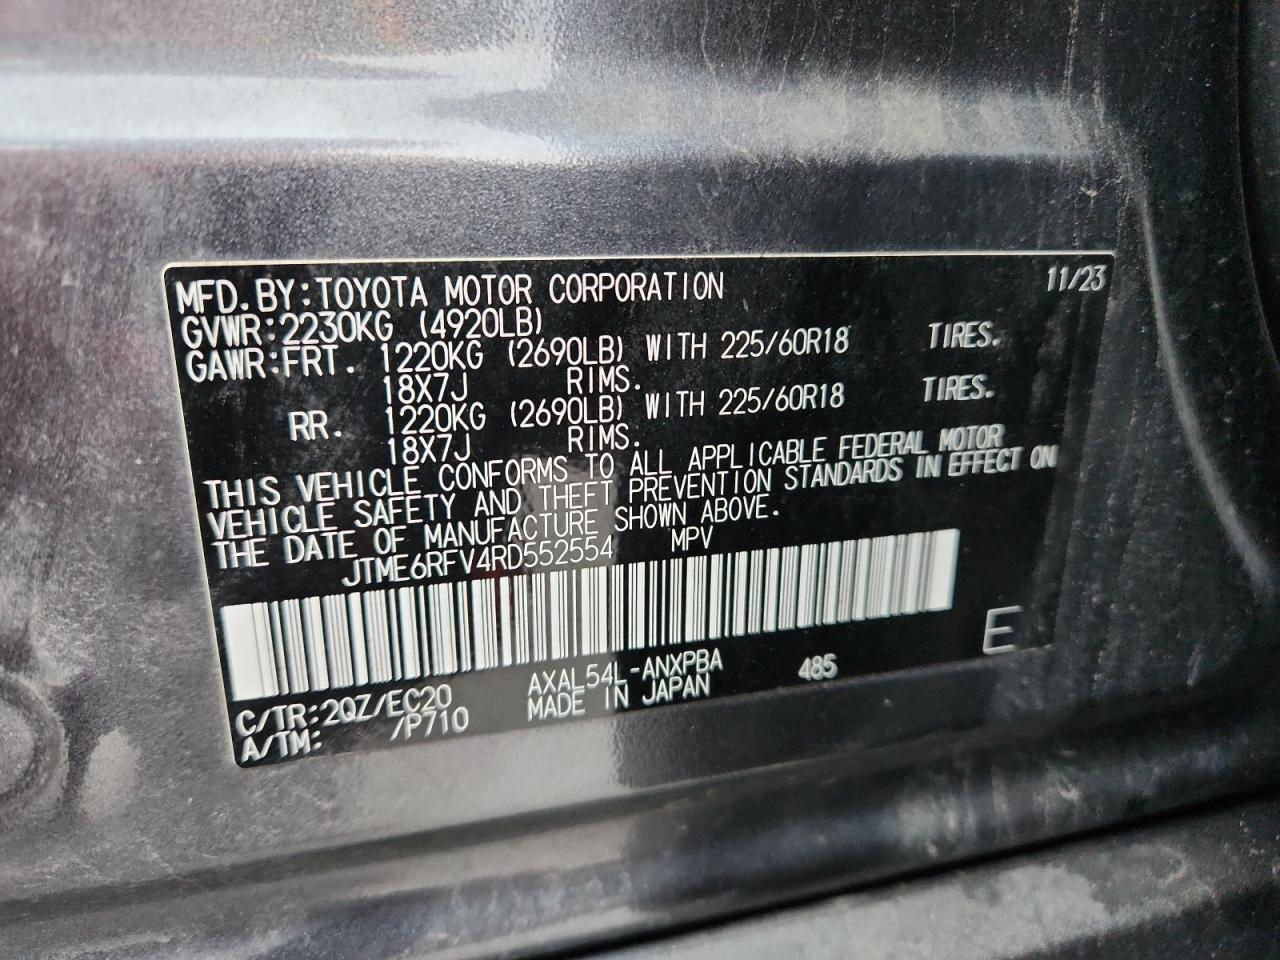 MFD.BY:TOYOTA MOTOR CORPORATION 11/23
GVWR:2230KG (4920LB)
GAWR:FRT. 1220KG (2690LB) WITH 225/60R18 TIRES.
18X7J RIMS.
RR. 1220KG (2690LB) WITH 225/60R18 TIRES.
18X7J RIMS.
THIS VEHICLE CONFORMS TO ALL APPLICABLE FEDERAL MOTOR
VEHICLE SAFETY AND THEFT PREVENTION STANDARDS IN EFFECT ON
THE DATE OF MANUFACTURE SHOWN ABOVE.
JTME6RFV4RD552554 MPV
E
C/TR:2QZ/EC20 AXAL54L-ANXPBA 485
A/TM: /P710 MADE IN JAPAN